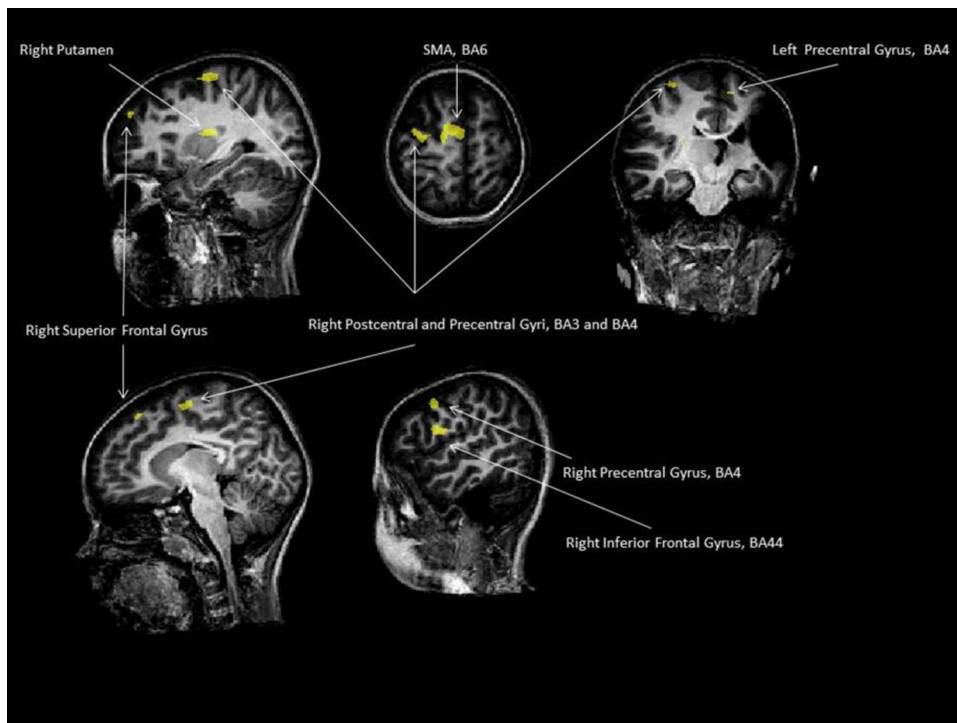 Right Putamen
SMA, BA6
Left Precentral Gyrus, BA4
Right Superior Frontal Gyrus
Right Postcentral and Precentral Gyri, BA3 and BA4
Right Precentral Gyrus, BA4
Right Inferior Frontal Gyrus, BA44